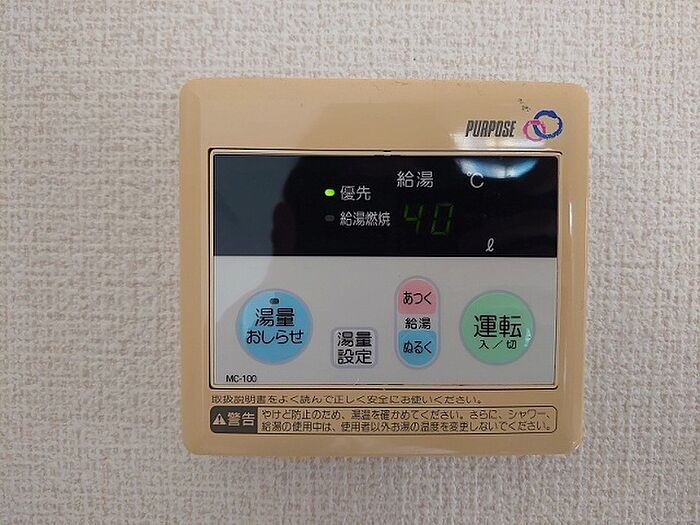 PURPOSE
給湯 ℃
優先
給湯燃焼 40
ℓ
湯量
おしらせ
湯量
設定
あつく
給湯
ぬるく
運転
入／切
MC-100
取扱説明書をよく読んで正しく安全にお使いください。
警告
やけど防止のため、湯温を確かめてください。さらに、シャワー、
給湯の使用中は、使用者以外お湯の温度を変更しないでください。